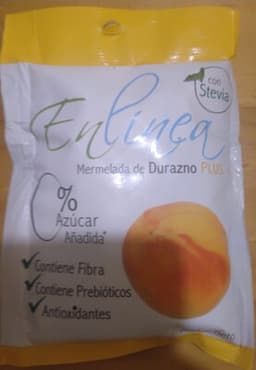 con
Stevia
Enlinea
Mermelada de Durazno PLUS
0%
Azúcar
Añadida*
Contiene Fibra
Contiene Prebióticos
Antioxidantes